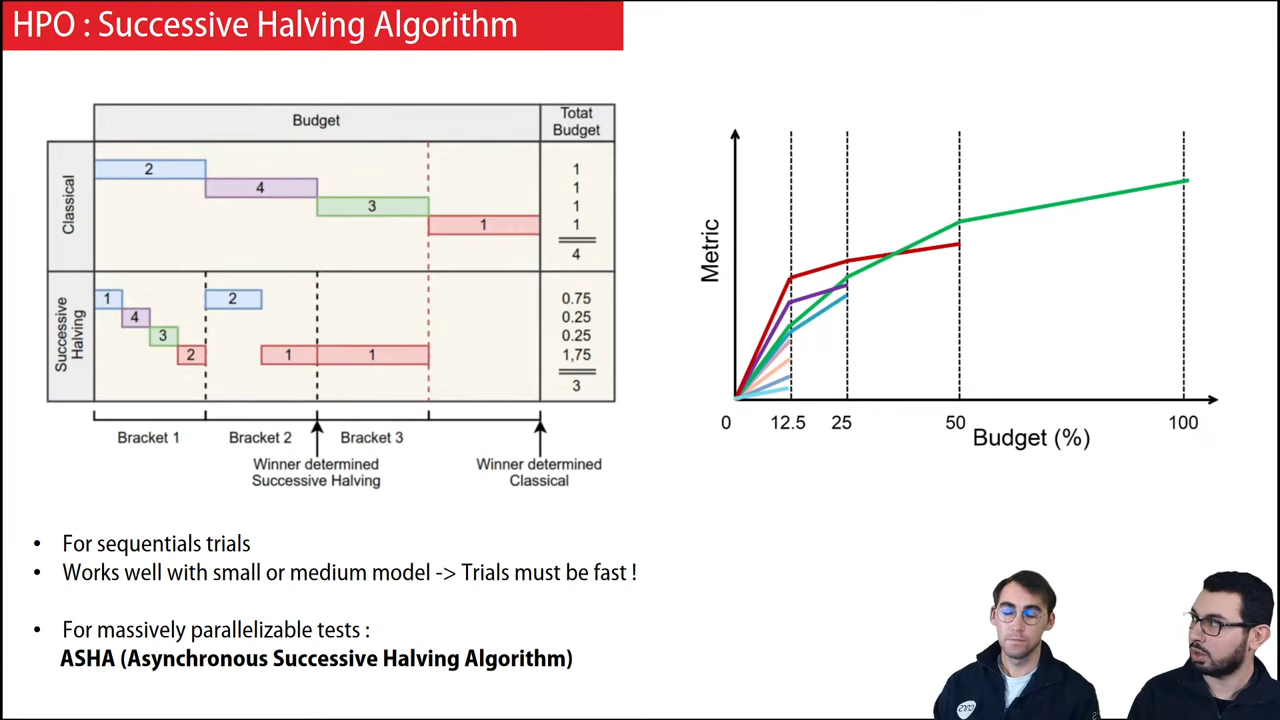 HPO : Successive Halving Algorithm
Budget
Totat
Budget
Classical
2
4
3
1
1
1
1
1
4
Successive
Halving
1
4
3
2
2
1
1
0.75
0.25
0.25
1,75
3
Bracket 1
Bracket 2
Bracket 3
Winner determined
Successive Halving
Winner determined
Classical
Metric
0
12.5
25
50
100
Budget (%)
• For sequentials trials
• Works well with small or medium model -> Trials must be fast !
• For massively parallelizable tests :
ASHA (Asynchronous Successive Halving Algorithm)